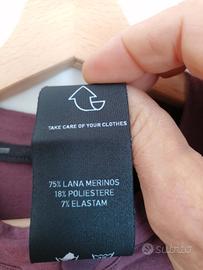 TAKE CARE OF YOUR CLOTHES
75% LANA MERINOS
18% POLIESTERE
7% ELASTAM
Subito